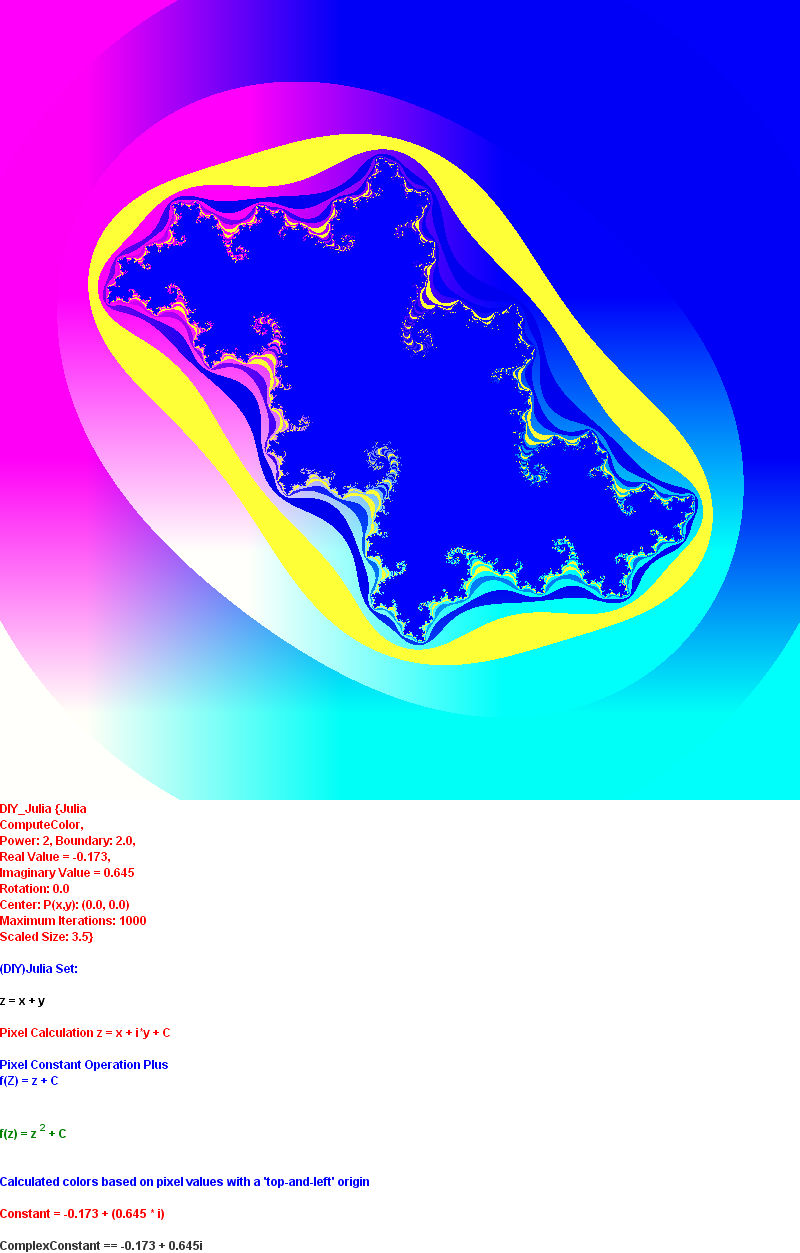 DIY_Julia {Julia
ComputeColor,
Power: 2, Boundary: 2.0,
Real Value = -0.173,
Imaginary Value = 0.645
Rotation: 0.0
Center: P(x,y): (0.0, 0.0)
Maximum Iterations: 1000
Scaled Size: 3.5}
(DIY)Julia Set:
z = x + y
Pixel Calculation z = x + i*y + C
Pixel Constant Operation Plus
f(Z) = z + C
f(z) = z 2 + C
Calculated colors based on pixel values with a 'top-and-left' origin
Constant = -0.173 + (0.645 * i)
ComplexConstant == -0.173 + 0.645i